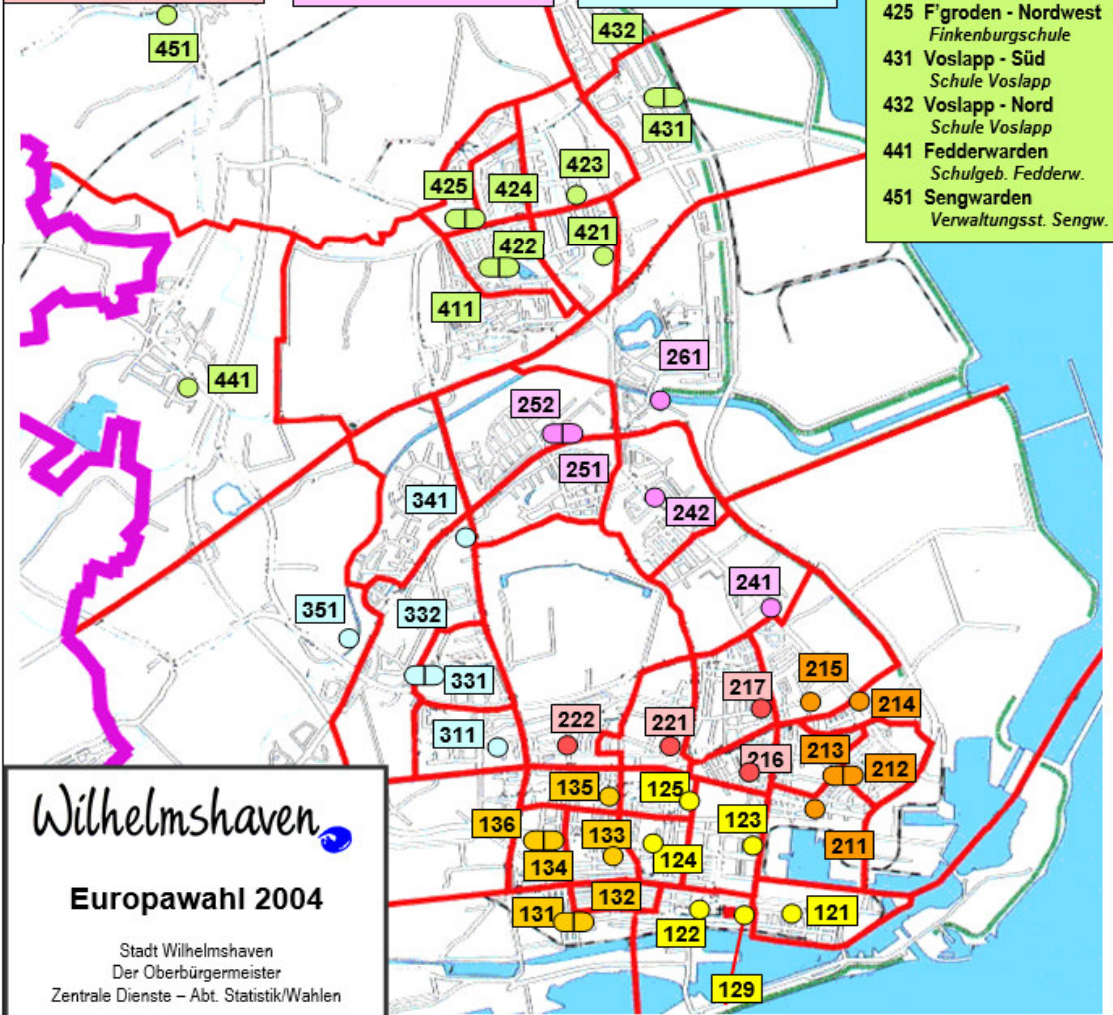 425 F'groden - Nordwest
Finkenburgschule
431 Voslapp - Süd
Schule Voslapp
432 Voslapp - Nord
Schule Voslapp
441 Fedderwarden
Schulgeb. Fedderw.
451 Sengwarden
Verwaltungsst. Sengw.
432
451
431
423
425
424
421
422
411
261
441
252
251
341
242
241
351
332
215
331
217
214
222
221
311
213
216
212
135
125
136
133
123
134
124
211
132
131
121
122
129
Wilhelmshaven
Europawahl 2004
Stadt Wilhelmshaven
Der Oberbürgermeister
Zentrale Dienste – Abt. Statistik/Wahlen